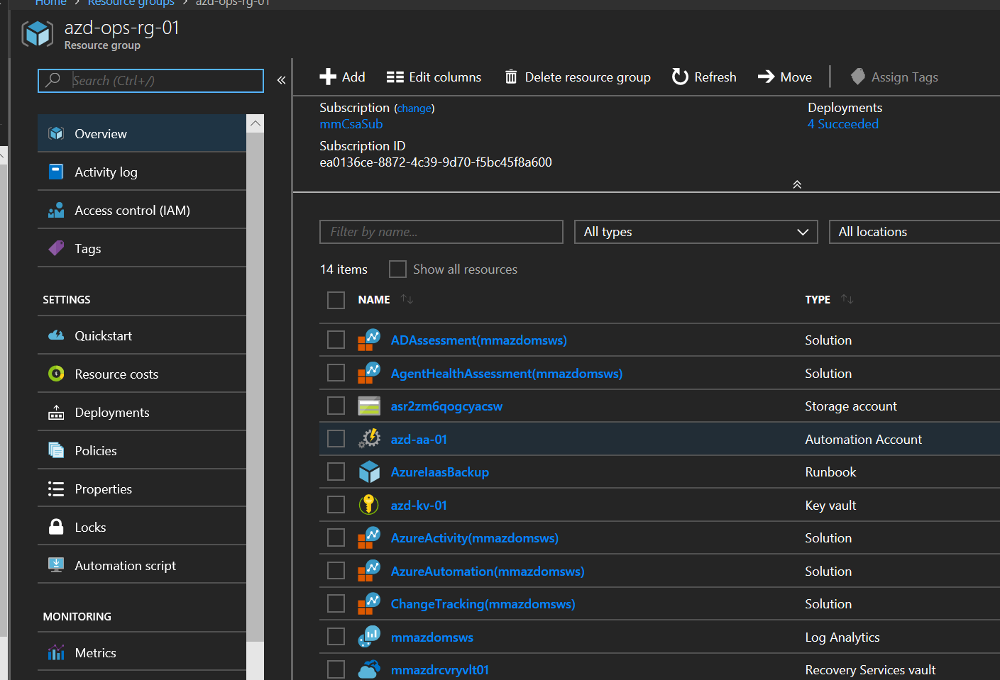 Home > Resource groups > azd-ops-rg-01
azd-ops-rg-01
Resource group
Search (Ctrl+/)
Overview
Activity log
Access control (IAM)
Tags
SETTINGS
Quickstart
Resource costs
Deployments
Policies
Properties
Locks
Automation script
MONITORING
Metrics
Add Edit columns Delete resource group Refresh Move Assign Tags
Subscription (change)
mmCsaSub
Subscription ID
ea0136ce-8872-4c39-9d70-f5bc45f8a600
Deployments
4 Succeeded
Filter by name... All types All locations
14 items Show all resources
NAME TYPE
ADAssessment(mmazdomsws) Solution
AgentHealthAssessment(mmazdomsws) Solution
asr2zm6qogcyacsw Storage account
azd-aa-01 Automation Account
AzureIaasBackup Runbook
azd-kv-01 Key vault
AzureActivity(mmazdomsws) Solution
AzureAutomation(mmazdomsws) Solution
ChangeTracking(mmazdomsws) Solution
mmazdomsws Log Analytics
mmazdrcvryvlt01 Recovery Services vault